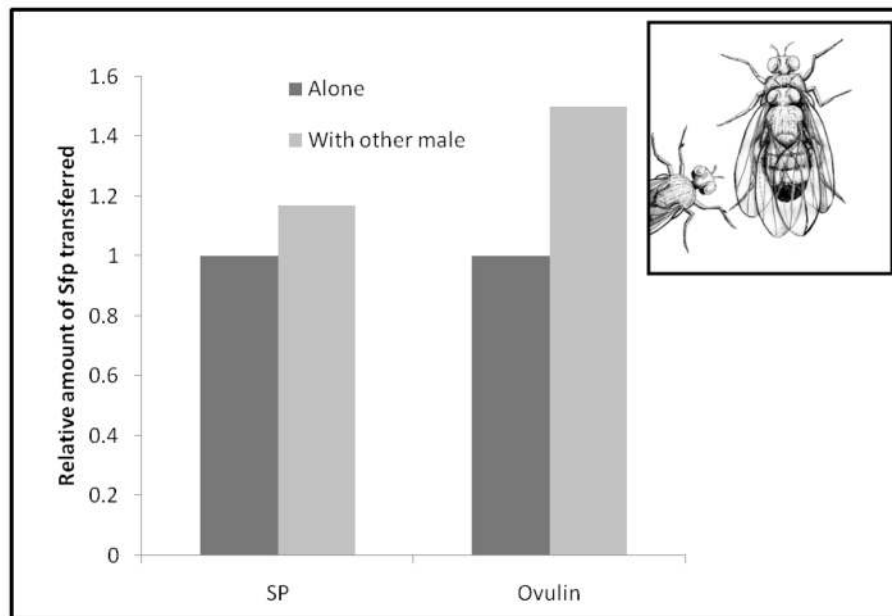 Relative amount of Sfp transferred
1.6
1.4
1.2
1
0.8
0.6
0.4
0.2
0
Alone
With other male
SP
Ovulin